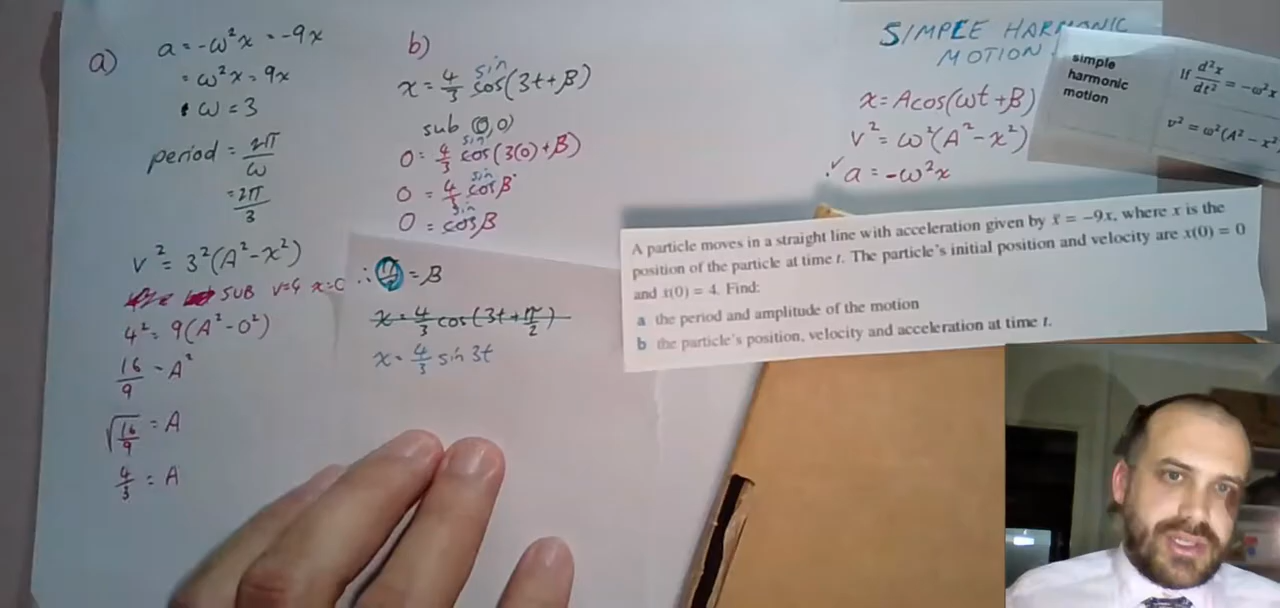 a)
a = -ω²x = -9x
= ω²x = 9x
ω = 3
period = 2π/ω
= 2π/3
v² = 3²(A² - x²)
SUB v=4 x=0
4² = 9(A² - 0²)
16/9 = A²
√16/9 = A
4/3 = A
b)
sin
x = 4/3 cos(3t+β)
sub (0,0)
sin
0 = 4/3 cos(3(0)+β)
sin
0 = 4/3 cosβ
sin
0 = cosβ
∴ = β
x = 4/3 cos(3t+π/2)
x = 4/3 sin 3t
SIMPLE HARMONIC
MOTION
x = Acos(ωt+β)
v² = ω²(A² - x²)
✓ a = -ω²x
simple
harmonic
motion
If d²x/dt² = -ω²x
v² = ω²(A² - x²
A particle moves in a straight line with acceleration given by ẍ = −9x, where x is the
position of the particle at time t. The particle's initial position and velocity are x(0) = 0
and ẋ(0) = 4. Find:
a the period and amplitude of the motion
b the particle's position, velocity and acceleration at time t.